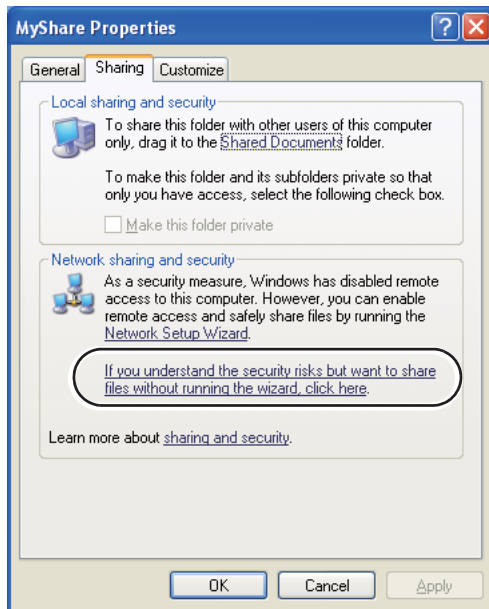 MyShare Properties
General Sharing Customize
Local sharing and security
To share this folder with other users of this computer
only, drag it to the Shared Documents folder.
To make this folder and its subfolders private so that
only you have access, select the following check box.
Make this folder private
Network sharing and security
As a security measure, Windows has disabled remote
access to this computer. However, you can enable
remote access and safely share files by running the
Network Setup Wizard.
If you understand the security risks but want to share
files without running the wizard, click here.
Learn more about sharing and security.
OK Cancel Apply